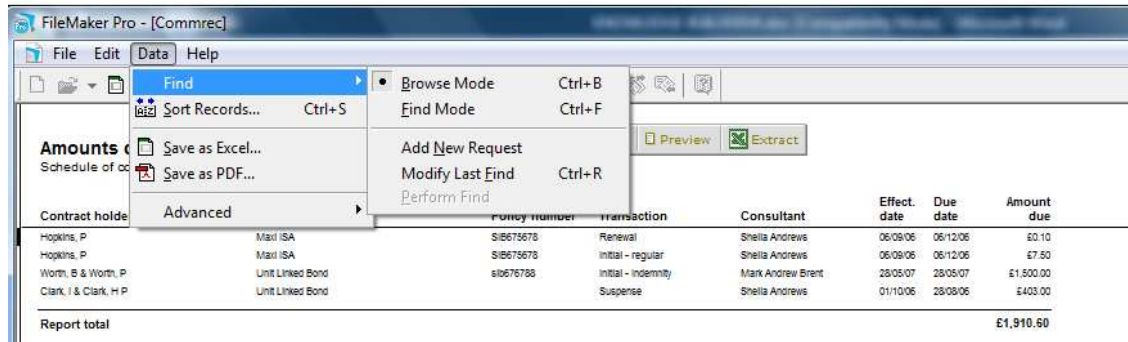 FileMaker Pro - [Commrec]
File Edit Data Help
Find
Sort Records... Ctrl+S
Save as Excel...
Save as PDF...
Advanced
Browse Mode Ctrl+B
Find Mode Ctrl+F
Add New Request
Modify Last Find Ctrl+R
Perform Find
Preview Extract
Amounts
Schedule of
Contract Policy number Transaction Consultant Effect. date Due date Amount due
Hopkins, P Maxi ISA SIB675678 Renewal Sheila Andrews 06/09/06 06/12/06 £0.10
Hopkins, P Maxi ISA SIB675678 Initial - regular Sheila Andrews 06/09/06 06/12/06 £7.50
Worth, B & Worth, P Unit Linked Bond sib676788 Initial - Indemnity Mark Andrew Brent 28/05/07 28/05/07 £1,500.00
Clark, I & Clark, H P Unit Linked Bond Suspense Sheila Andrews 01/10/06 28/08/06 £403.00
Report total £1,910.60